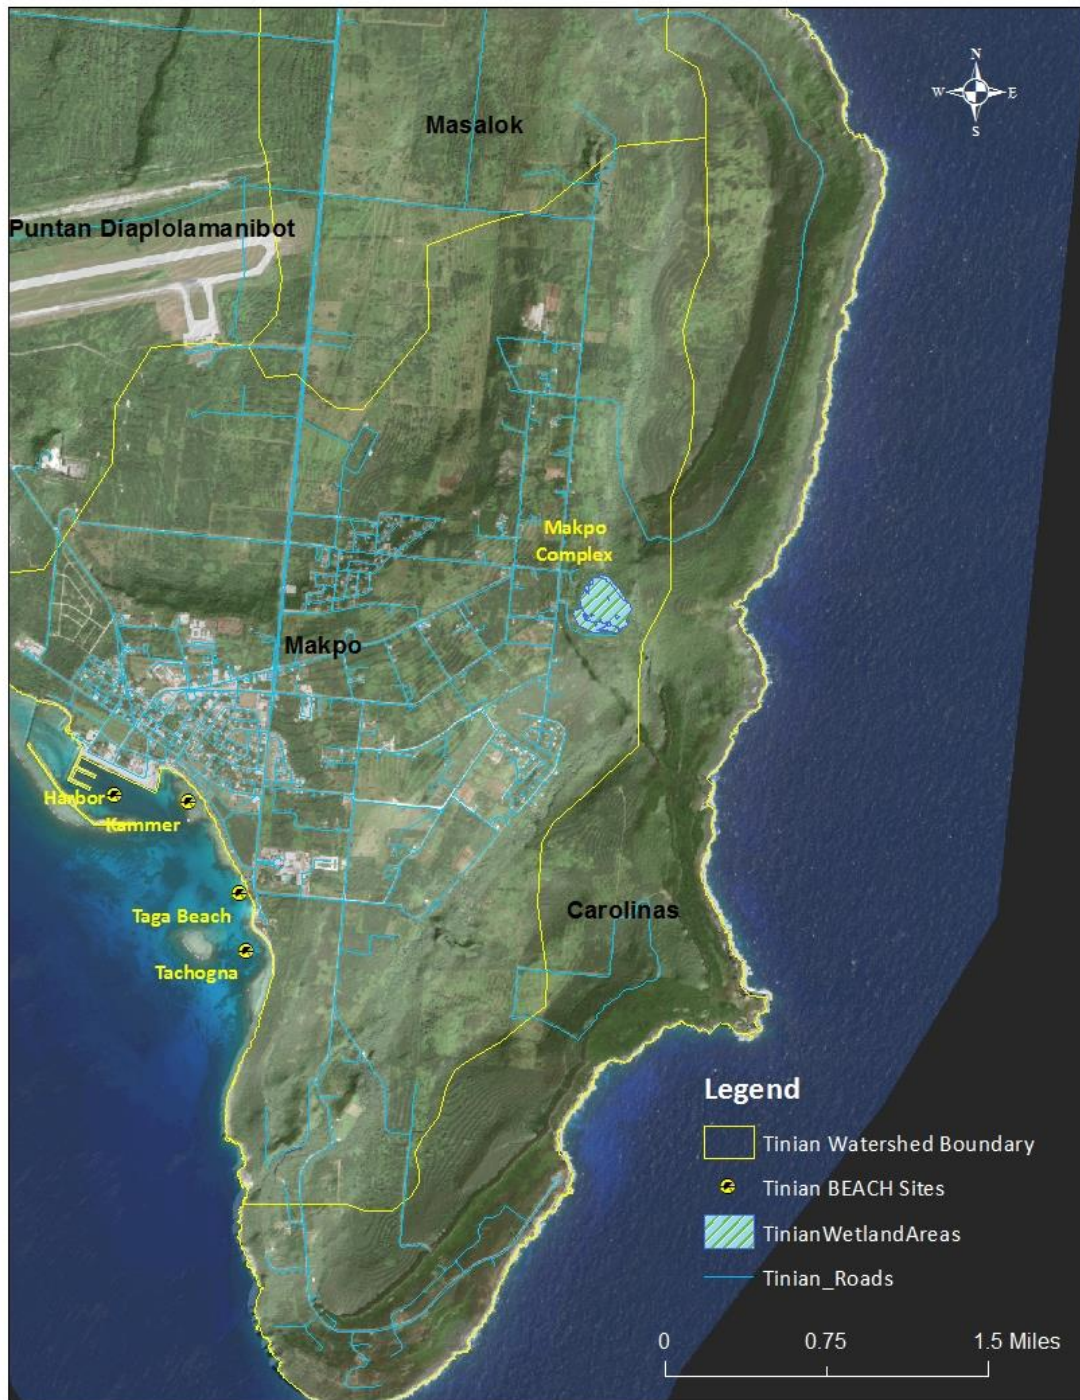 N
W E
S
Masalok
Puntan Diaplolamanibot
Makpo
Complex
Makpo
Harbor
Kammer
Taga Beach
Tachogna
Carolinas
Legend
Tinian Watershed Boundary
Tinian BEACH Sites
TinianWetlandAreas
Tinian_Roads
0 0.75 1.5 Miles